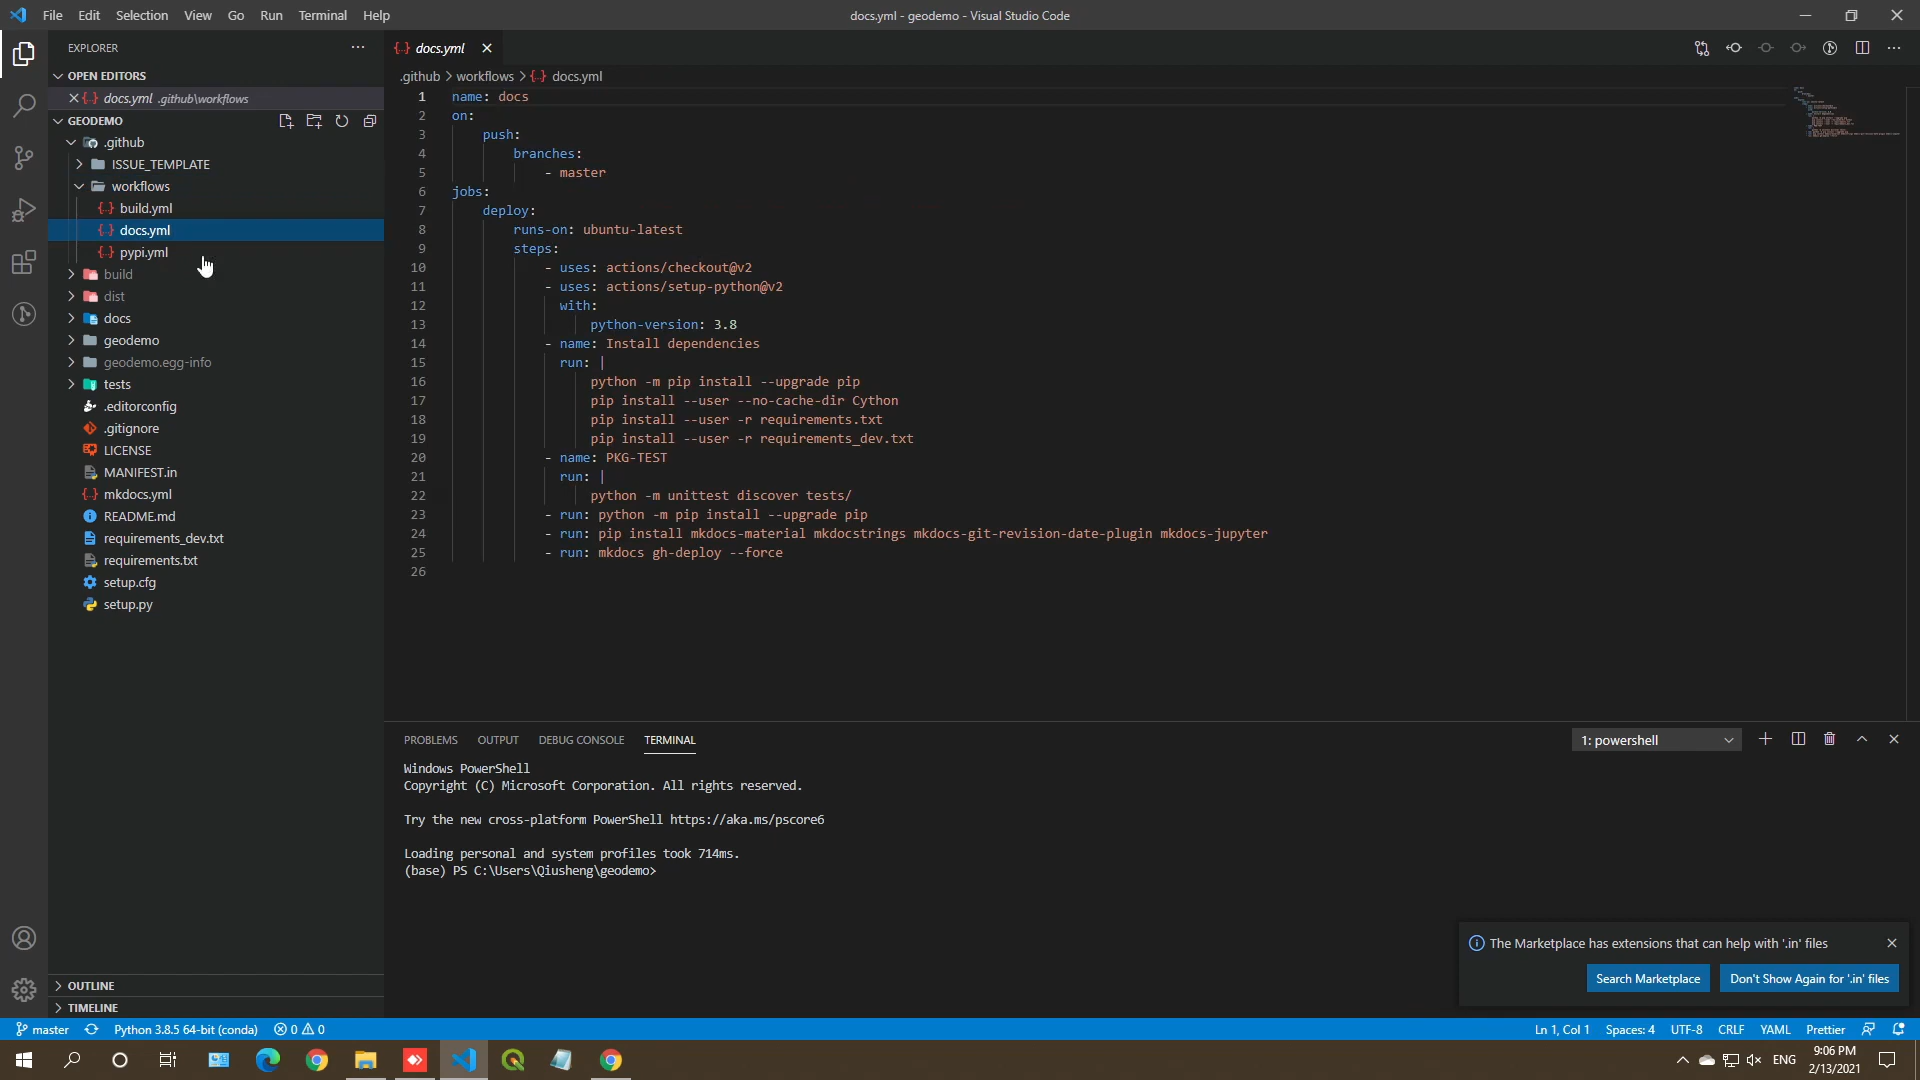 File Edit Selection View Go Run Terminal Help
docs.yml - geodemo - Visual Studio Code
EXPLORER
OPEN EDITORS
docs.yml .github\workflows
GEODEMO
.github
ISSUE_TEMPLATE
workflows
build.yml
docs.yml
pypi.yml
build
dist
docs
geodemo
geodemo.egg-info
tests
.editorconfig
.gitignore
LICENSE
MANIFEST.in
mkdocs.yml
README.md
requirements_dev.txt
requirements.txt
setup.cfg
setup.py
OUTLINE
TIMELINE
docs.yml
.github > workflows > docs.yml
1 name: docs
2 on:
3 push:
4 branches:
5 - master
6 jobs:
7 deploy:
8 runs-on: ubuntu-latest
9 steps:
10 - uses: actions/checkout@v2
11 - uses: actions/setup-python@v2
12 with:
13 python-version: 3.8
14 - name: Install dependencies
15 run: |
16 python -m pip install --upgrade pip
17 pip install --user --no-cache-dir Cython
18 pip install --user -r requirements.txt
19 pip install --user -r requirements_dev.txt
20 - name: PKG-TEST
21 run: |
22 python -m unittest discover tests/
23 - run: python -m pip install --upgrade pip
24 - run: pip install mkdocs-material mkdocstrings mkdocs-git-revision-date-plugin mkdocs-jupyter
25 - run: mkdocs gh-deploy --force
26
PROBLEMS OUTPUT DEBUG CONSOLE TERMINAL
1: powershell
Windows PowerShell
Copyright (C) Microsoft Corporation. All rights reserved.
Try the new cross-platform PowerShell https://aka.ms/pscore6
Loading personal and system profiles took 714ms.
(base) PS C:\Users\Qiusheng\geodemo>
The Marketplace has extensions that can help with '.in' files
Search Marketplace
Don't Show Again for '.in' files
master Python 3.8.5 64-bit (conda) 0 0
Ln 1, Col 1 Spaces: 4 UTF-8 CRLF YAML Prettier
ENG
9:06 PM
2/13/2021